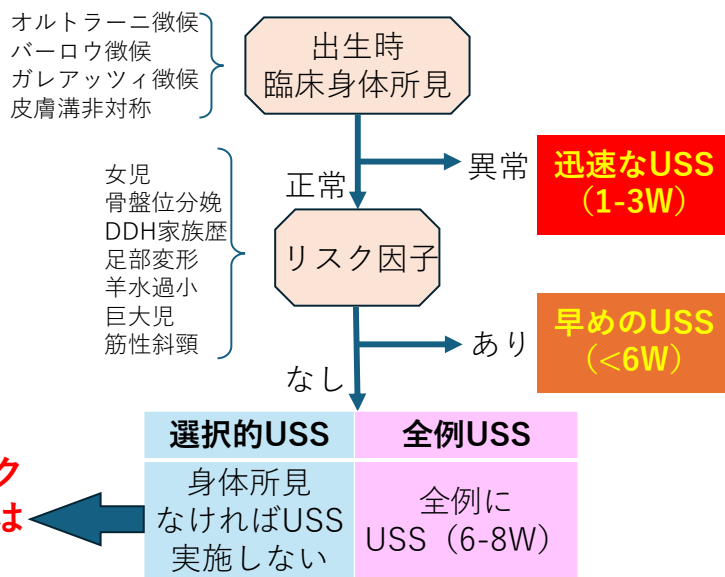 オルトラーニ徴候
バーロウ徴候
ガレアッツィ徴候
皮膚溝非対称
出生時
臨床身体所見
異常
迅速なUSS
(1-3W)
正常
女児
骨盤位分娩
DDH家族歴
足部変形
羊水過小
巨大児
筋性斜頸
リスク因子
あり
早めのUSS
(<6W)
なし
選択的USS
全例USS
身体所見
なければUSS
実施しない
全例に
USS（6-8W）
ク
は